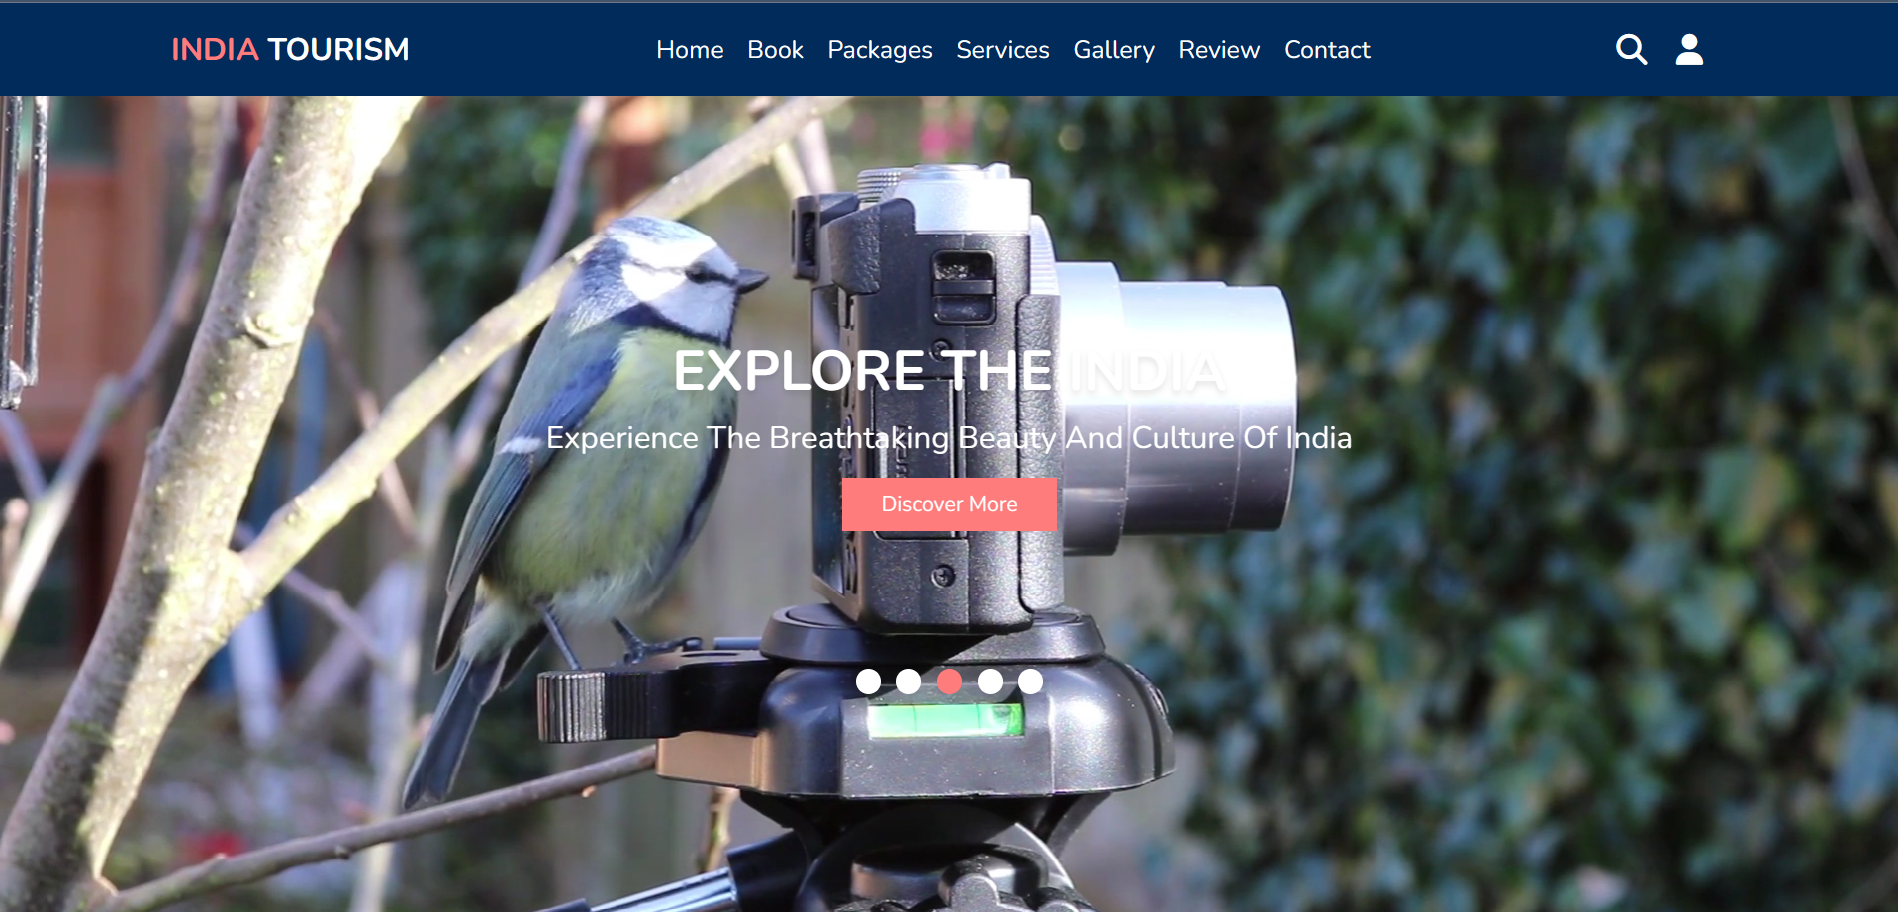 INDIA TOURISM
Home Book Packages Services Gallery Review Contact
EXPLORE THE INDIA
Experience The Breathtaking Beauty And Culture Of India
Discover More